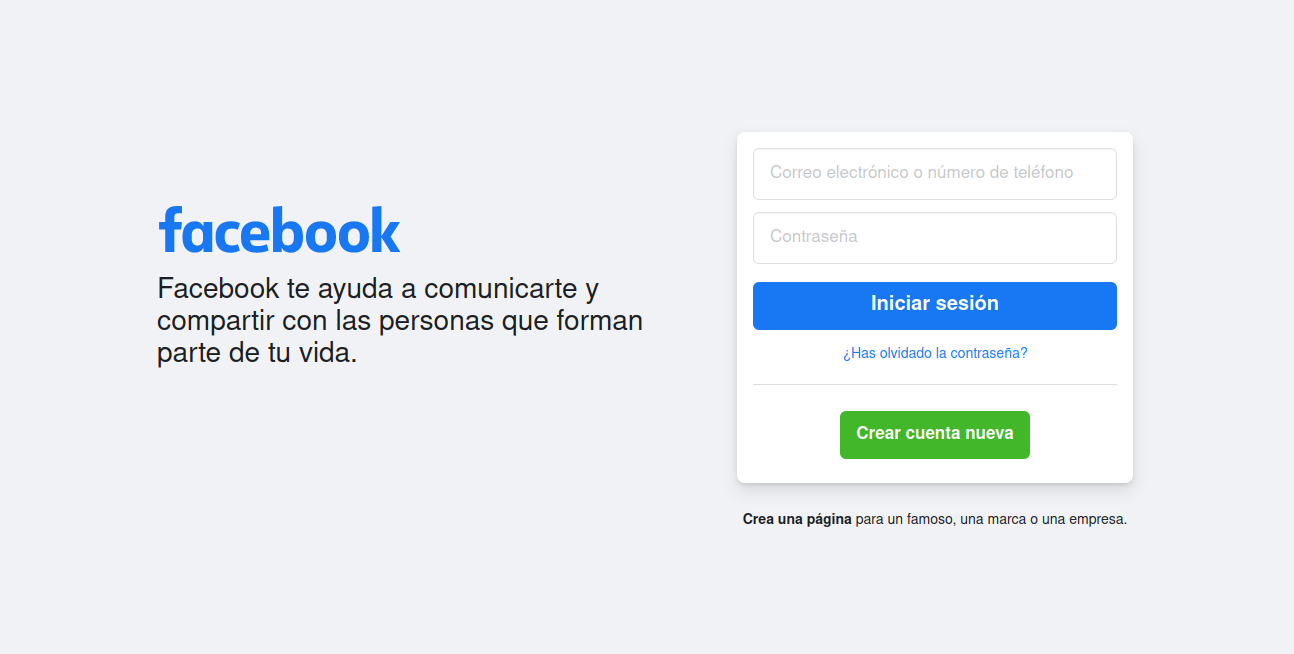 facebook
Facebook te ayuda a comunicarte y
compartir con las personas que forman
parte de tu vida.
Correo electrónico o número de teléfono
Contraseña
Iniciar sesión
¿Has olvidado la contraseña?
Crear cuenta nueva
Crea una página para un famoso, una marca o una empresa.